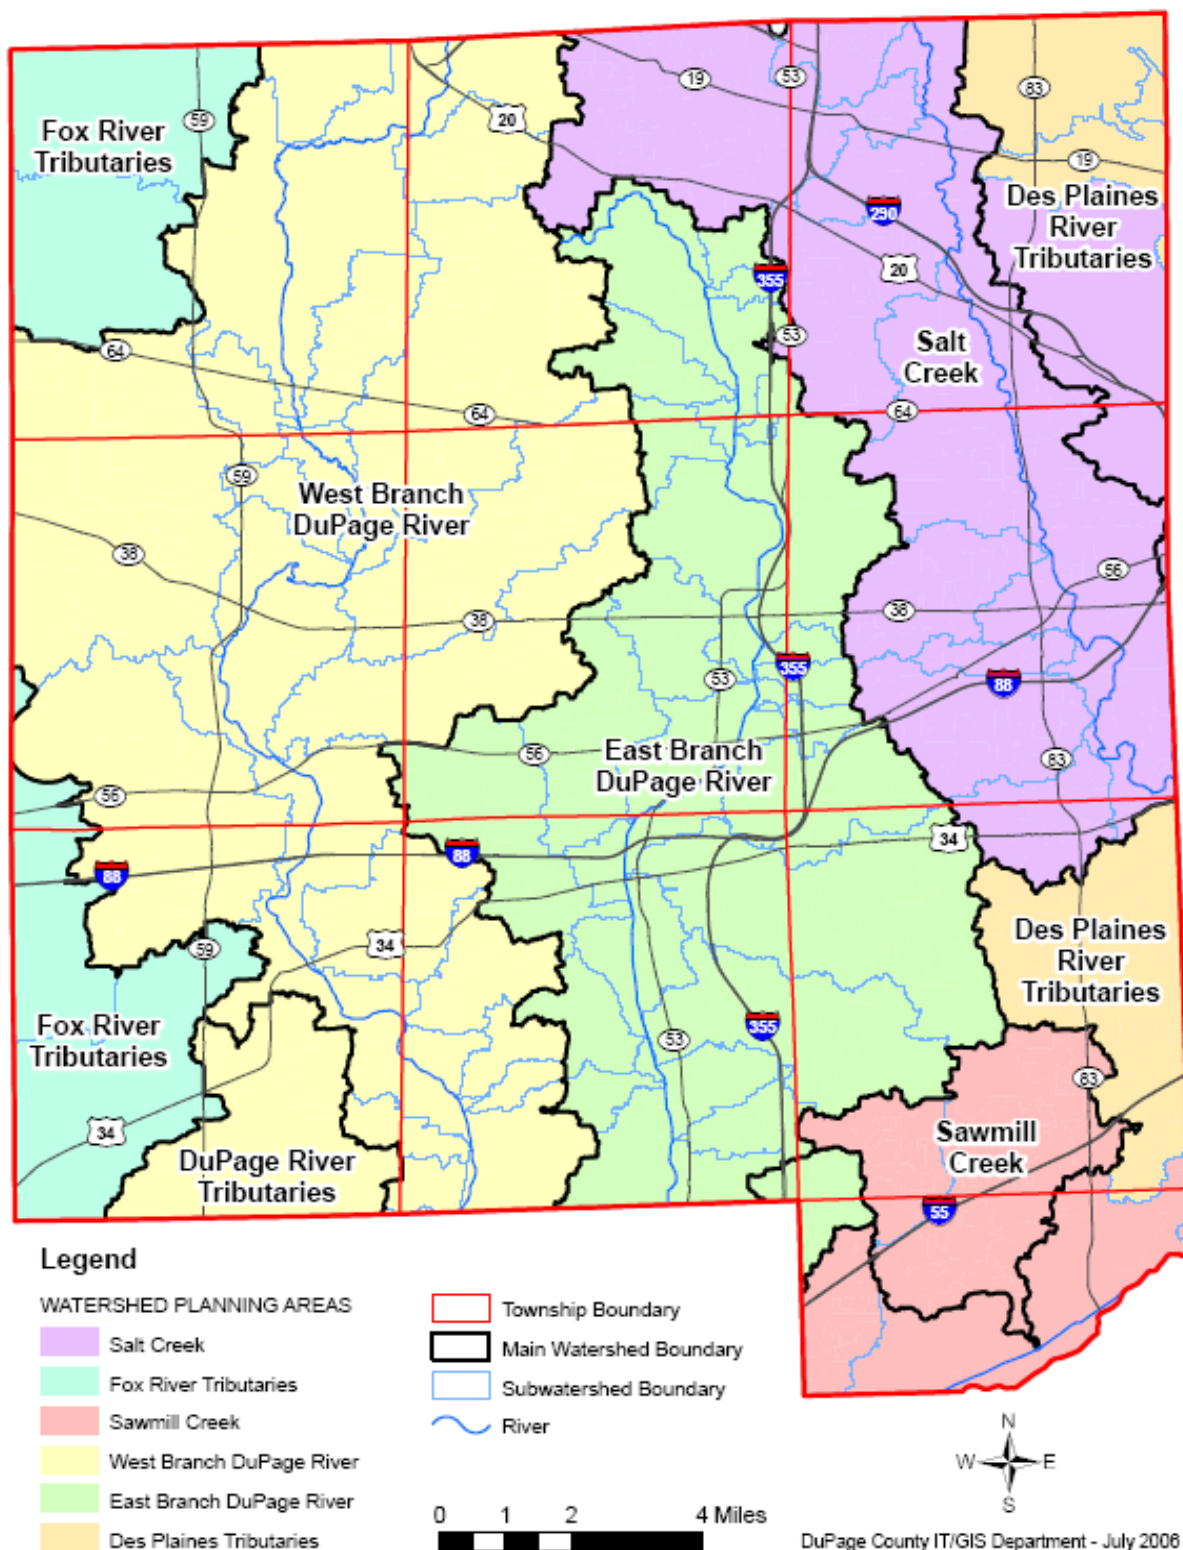 19
53
83
59
Fox River
Tributaries
20
19
Des Plaines
River
Tributaries
290
20
355
53
Salt
Creek
64
64
64
59
West Branch
DuPage River
38
56
38
38
53
355
88
56
East Branch
DuPage River
83
56
34
88
88
34
59
Des Plaines
River
Tributaries
Fox River
Tributaries
355
53
83
34
Sawmill
Creek
DuPage River
Tributaries
55
Legend
WATERSHED PLANNING AREAS
Salt Creek
Fox River Tributaries
Sawmill Creek
West Branch DuPage River
East Branch DuPage River
Des Plaines Tributaries
Township Boundary
Main Watershed Boundary
Subwatershed Boundary
River
N
W E
S
0 1 2 4 Miles
DuPage County IT/GIS Department - July 2006